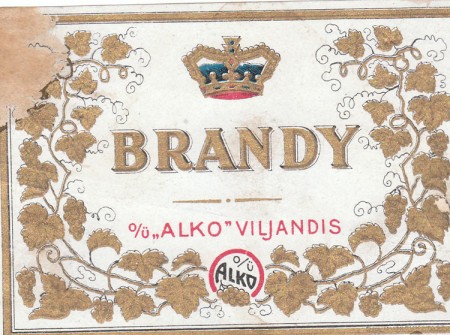 BRANDY
o/ü „ALKO” VILJANDIS
o/ü
ALKO